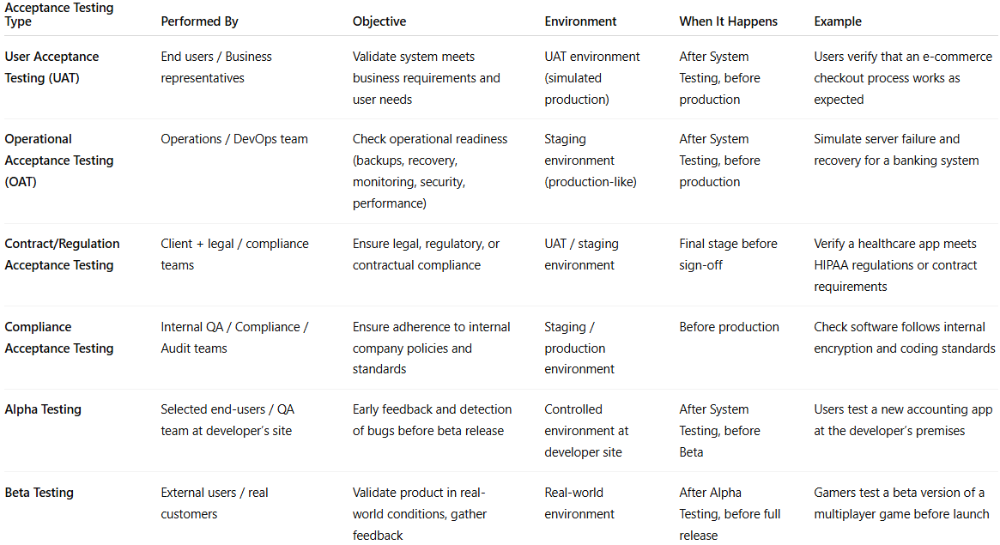 Acceptance Testing
Type
Performed By
Objective
Environment
When It Happens
Example
User Acceptance
Testing (UAT)
End users / Business
representatives
Validate system meets
business requirements and
user needs
UAT environment
(simulated
production)
After System
Testing, before
production
Users verify that an e-commerce
checkout process works as
expected
Operational
Acceptance Testing
(OAT)
Operations / DevOps team
Check operational readiness
(backups, recovery,
monitoring, security,
performance)
Staging
environment
(production-like)
After System
Testing, before
production
Simulate server failure and
recovery for a banking system
Contract/Regulation
Acceptance Testing
Client + legal / compliance
teams
Ensure legal, regulatory, or
contractual compliance
UAT / staging
environment
Final stage before
sign-off
Verify a healthcare app meets
HIPAA regulations or contract
requirements
Compliance
Acceptance Testing
Internal QA / Compliance /
Audit teams
Ensure adherence to internal
company policies and
standards
Staging /
production
environment
Before production
Check software follows internal
encryption and coding standards
Alpha Testing
Selected end-users / QA
team at developer’s site
Early feedback and detection
of bugs before beta release
Controlled
environment at
developer site
After System
Testing, before
Beta
Users test a new accounting app
at the developer’s premises
Beta Testing
External users / real
customers
Validate product in real-
world conditions, gather
feedback
Real-world
environment
After Alpha
Testing, before full
release
Gamers test a beta version of a
multiplayer game before launch